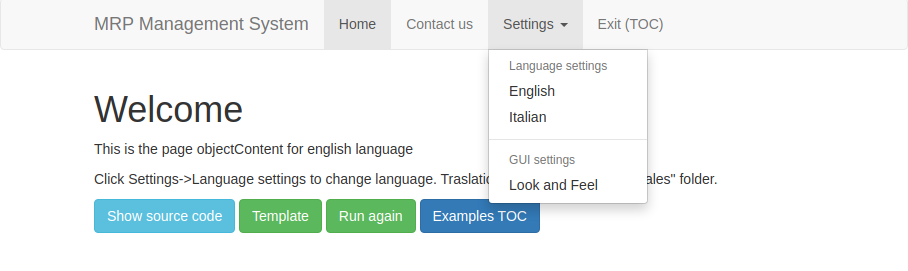 MRP Management System Home Contact us Settings Exit (TOC)
Language settings
English
Italian
GUI settings
Look and Feel
Welcome
This is the page objectContent for english language
Click Settings->Language settings to change language. Traslatio ales" folder.
Show source code Template Run again Examples TOC